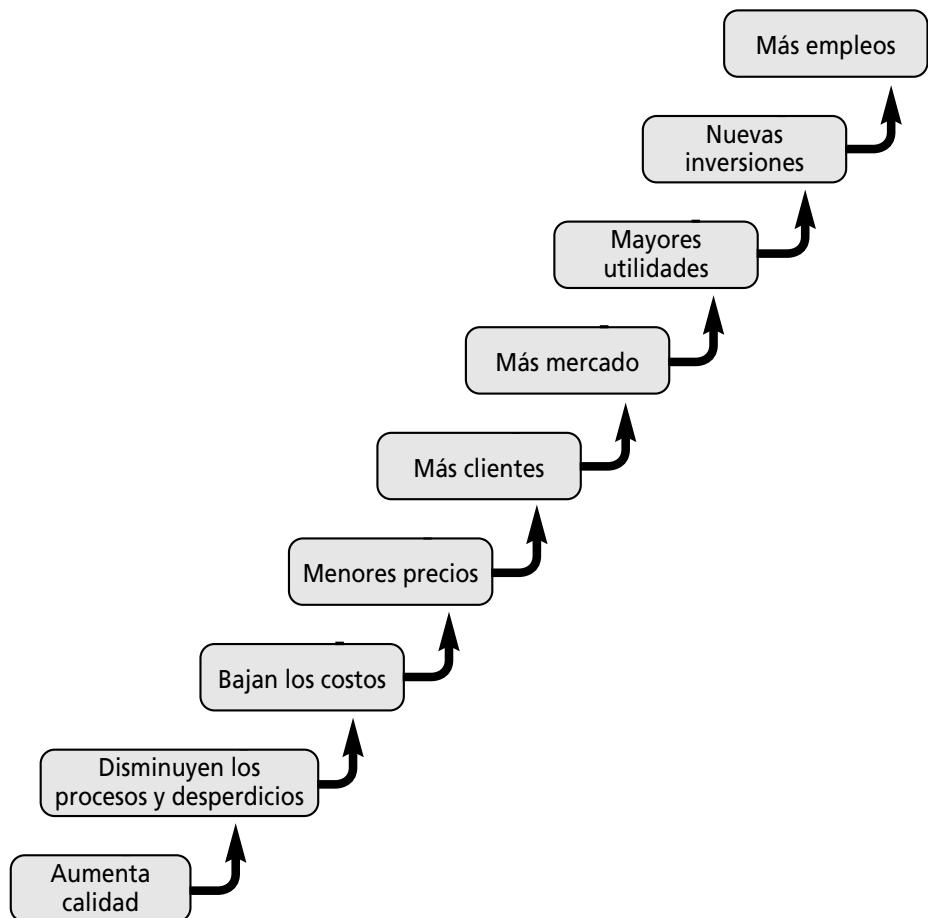 Más empleos
Nuevas
inversiones
Mayores
utilidades
Más mercado
Más clientes
Menores precios
Bajan los costos
Disminuyen los
procesos y desperdicios
Aumenta
calidad